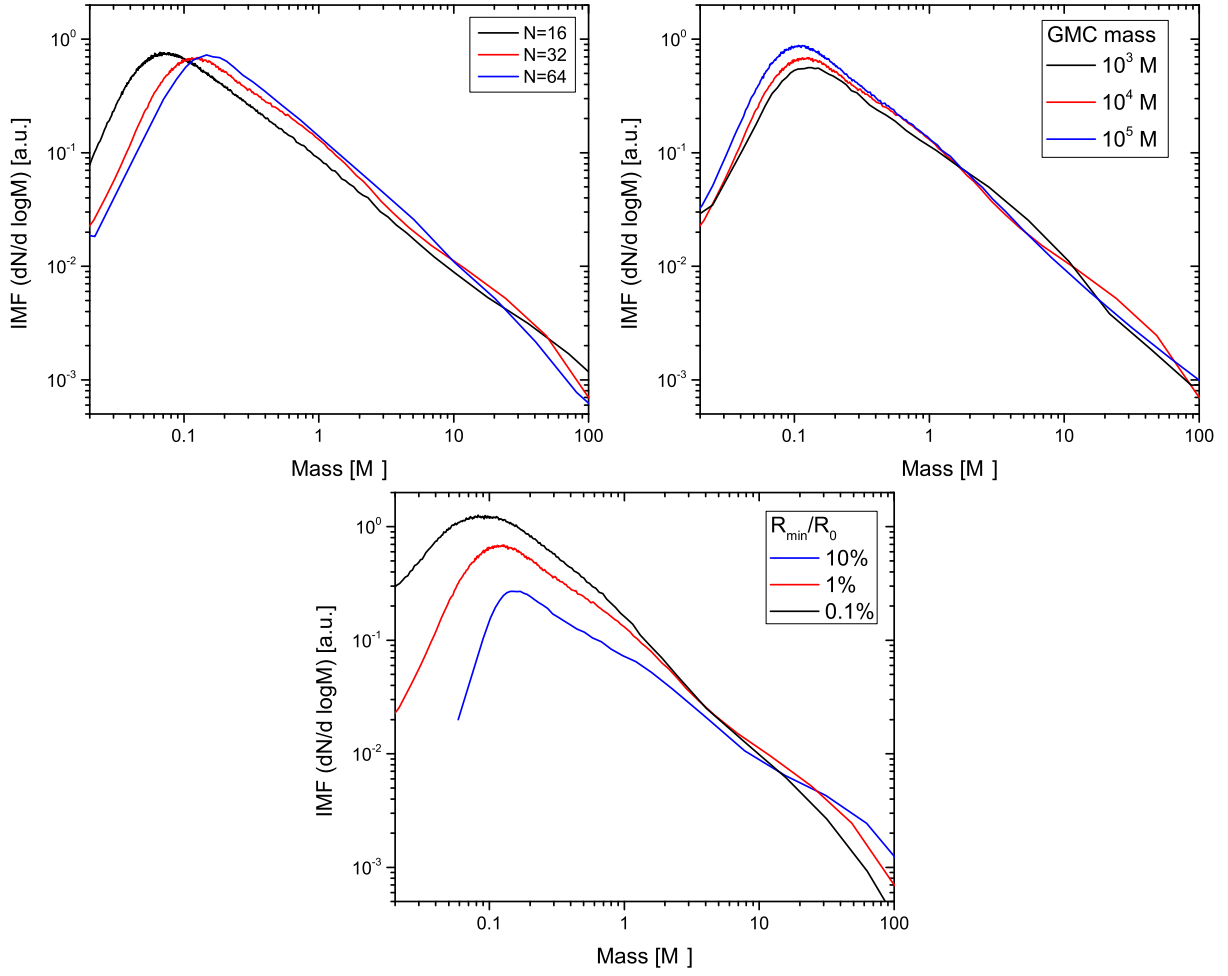 IMF (dN/d logM) [a.u.]
10⁰
10⁻¹
10⁻²
10⁻³
0.1 1 10 100
Mass [M ]
N=16
N=32
N=64
IMF (dN/d logM) [a.u.]
10⁰
10⁻¹
10⁻²
10⁻³
0.1 1 10 100
Mass [M ]
GMC mass
10³ M
10⁴ M
10⁵ M
IMF (dN/d logM) [a.u.]
10⁰
10⁻¹
10⁻²
10⁻³
0.1 1 10 100
Mass [M ]
R_min/R_0
10%
1%
0.1%